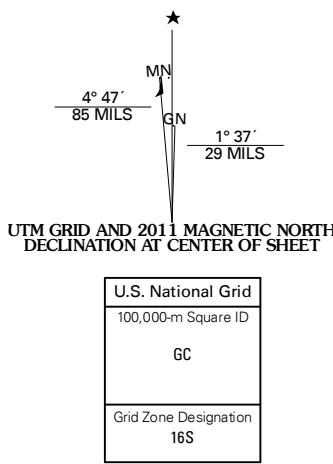 ★
MN
4° 47´
85 MILS
GN
1° 37´
29 MILS
UTM GRID AND 2011 MAGNETIC NORTH
DECLINATION AT CENTER OF SHEET
U.S. National Grid
100,000-m Square ID
GC
Grid Zone Designation
16S